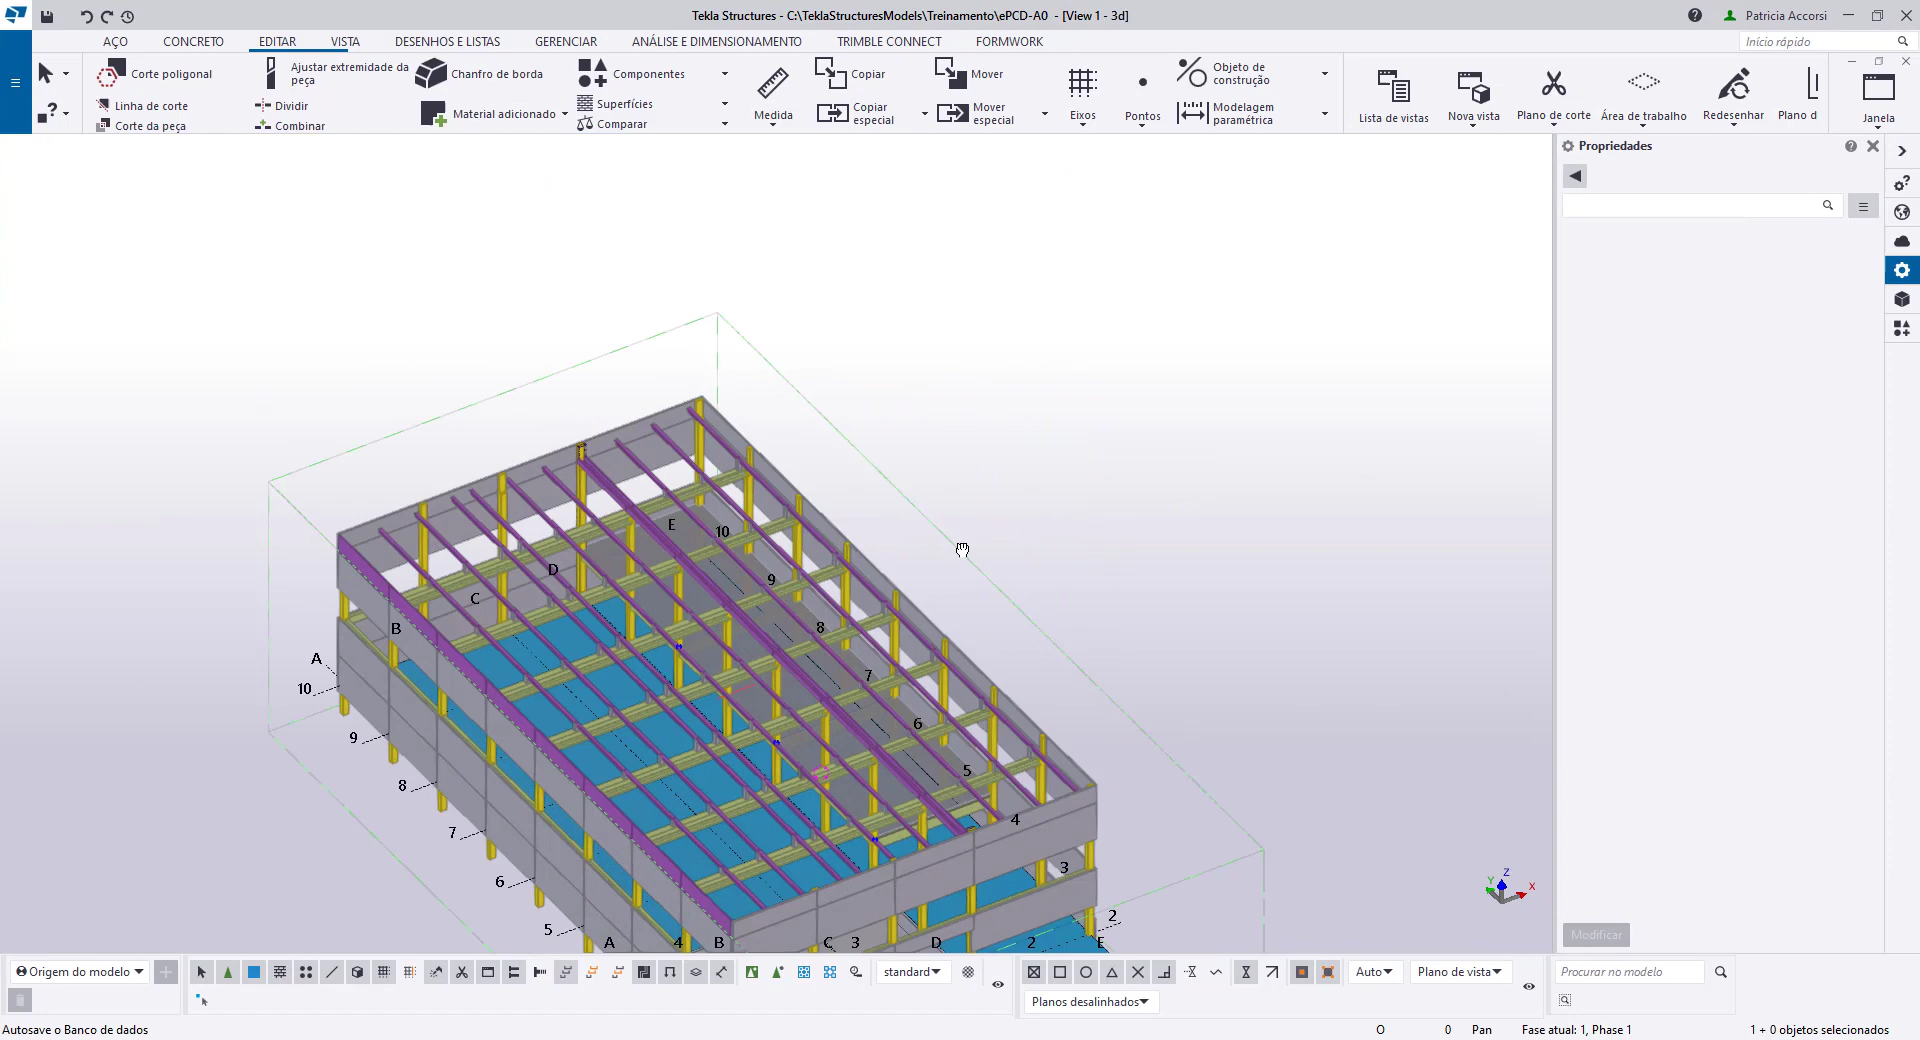 Tekla Structures - C:\TeklaStructuresModels\Treinamento\ePCD-A0 - [View 1 - 3d]
Patricia Accorsi
AÇO CONCRETO EDITAR VISTA DESENHOS E LISTAS GERENCIAR ANÁLISE E DIMENSIONAMENTO TRIMBLE CONNECT FORMWORK
Início rápido
Corte poligonal
Linha de corte
Corte da peça
Ajustar extremidade da
peça
Dividir
Combinar
Chanfro de borda
Material adicionado
Componentes
Superfícies
Comparar
Medida
Copiar
Copiar
especial
Mover
Mover
especial
Eixos
Pontos
Objeto de
construção
Modelagem
paramétrica
Lista de vistas
Nova vista
Plano de corte
Área de trabalho
Redesenhar
Plano d
Janela
Propriedades
E
10
D
9
C
B
8
A
10
7
9
6
8
5
7
4
6
3
5
2
A 4 B C 3 D 2 E
Z
Y
X
Modificar
Origem do modelo
standard
Auto
Plano de vista
Procurar no modelo
Planos desalinhados
Autosave o Banco de dados
O 0 Pan Fase atual: 1, Phase 1 1 + 0 objetos selecionados